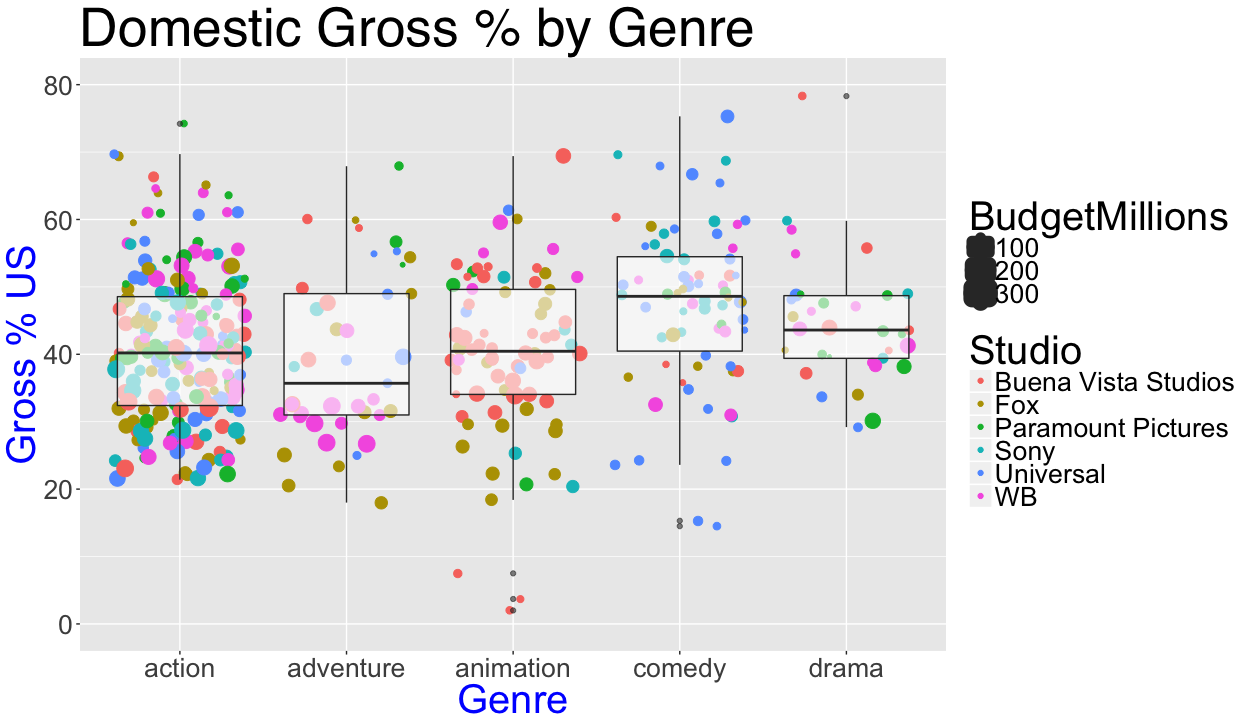 Domestic Gross % by Genre
Gross % US
80
60
40
20
0
action adventure animation comedy drama
Genre
BudgetMillions
100
200
300
Studio
Buena Vista Studios
Fox
Paramount Pictures
Sony
Universal
WB